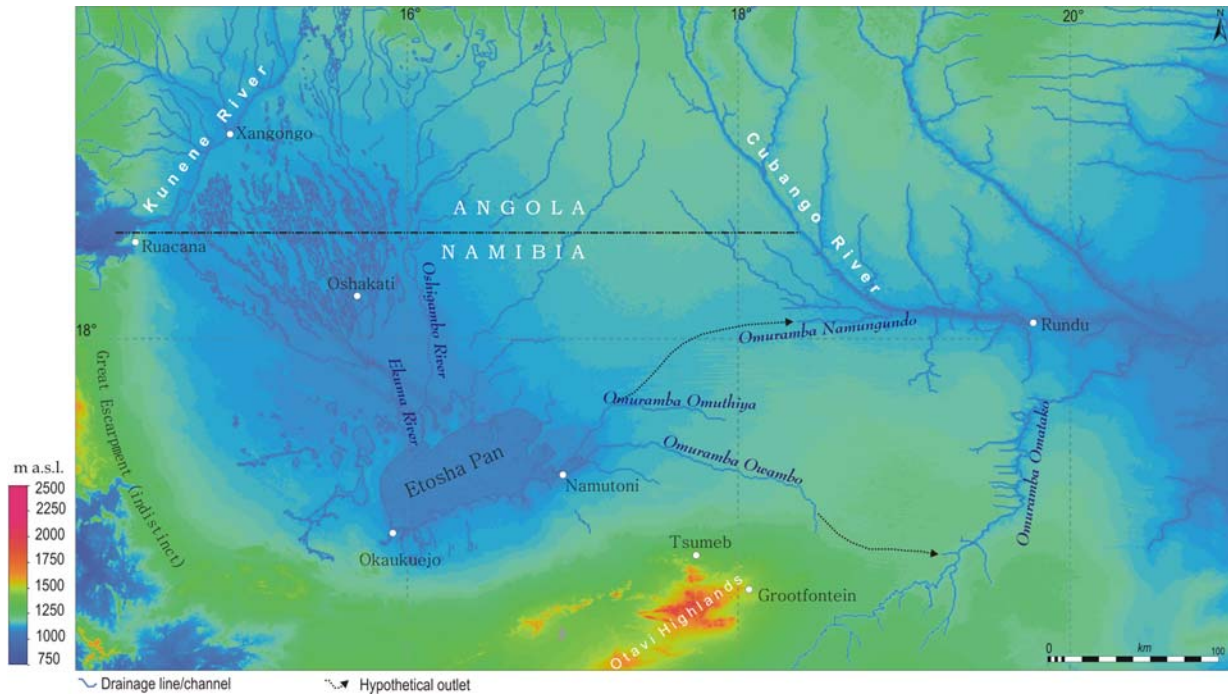 16°
18°
20°
N
Kunene River
Xangongo
Cubango River
ANGOLA
NAMIBIA
Ruacana
Oshakati
Oshigambo River
18°
Omuramba Namungundo
Rundu
Great Escarpment (indistinct)
Ekuma River
Omuramba Omuthiya
Omuramba Owambo
Omuramba Omatako
Etosha Pan
Namutoni
Okaukuejo
Tsumeb
Grootfontein
Otavi Highlands
m a.s.l.
2500
2000
1750
1500
1250
1000
750
0 km 100
Drainage line/channel
Hypothetical outlet